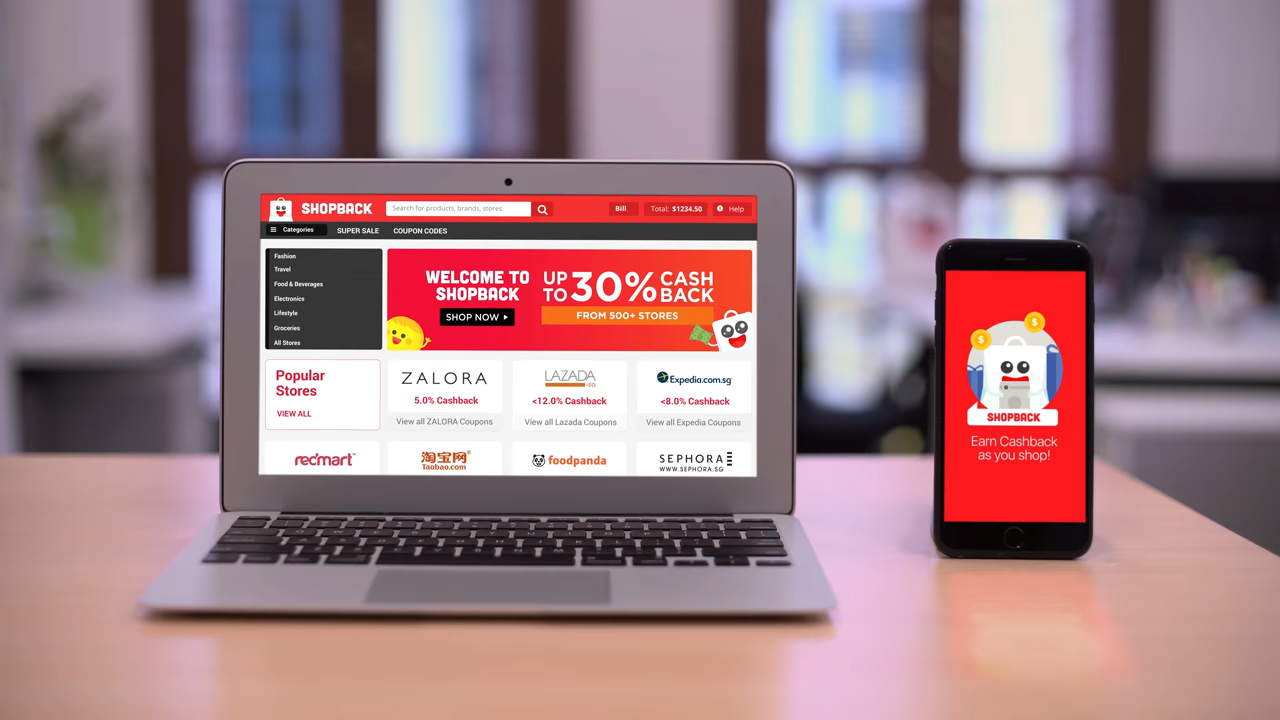 SHOPBACK
Search for products, brands, stores
Bill
Total: $1234.50
Help
Categories
SUPER SALE
COUPON CODES
Fashion
Travel
Food & Beverages
Electronics
Lifestyle
Groceries
All Stores
WELCOME TO
SHOPBACK
SHOP NOW
UP TO 30% CASH BACK
FROM 500+ STORES
Popular
Stores
VIEW ALL
ZALORA
5.0% Cashback
View all ZALORA Coupons
LAZADA
.SG
<12.0% Cashback
View all Lazada Coupons
Expedia.com.sg
<8.0% Cashback
View all Expedia Coupons
redmart
淘宝网
Taobao.com
foodpanda
SEPHORA
WWW.SEPHORA.SG
$
$
SHOPBACK
Earn Cashback
as you shop!